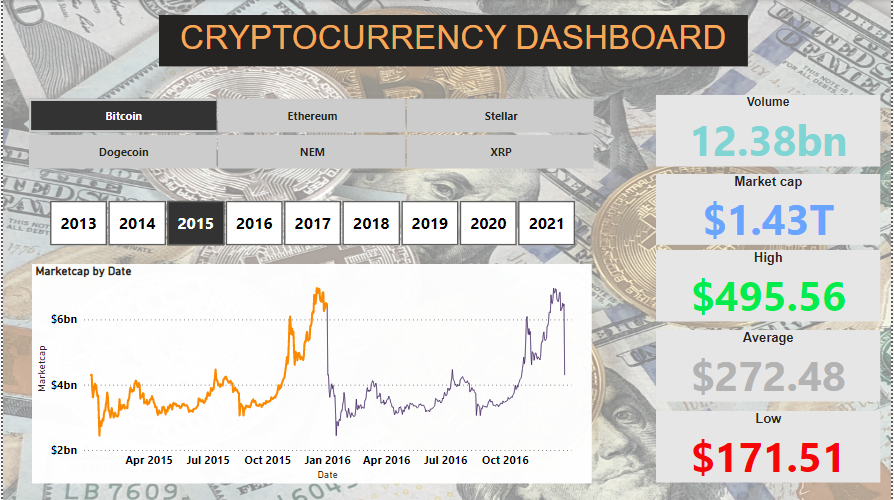 CRYPTOCURRENCY DASHBOARD
Bitcoin Ethereum Stellar
Dogecoin NEM XRP
2013 2014 2015 2016 2017 2018 2019 2020 2021
Volume
12.38bn
Market cap
$1.43T
High
$495.56
Average
$272.48
Low
$171.51
Marketcap by Date
Marketcap
$6bn
$4bn
$2bn
Apr 2015 Jul 2015 Oct 2015 Jan 2016 Apr 2016 Jul 2016 Oct 2016
Date
LB 7609